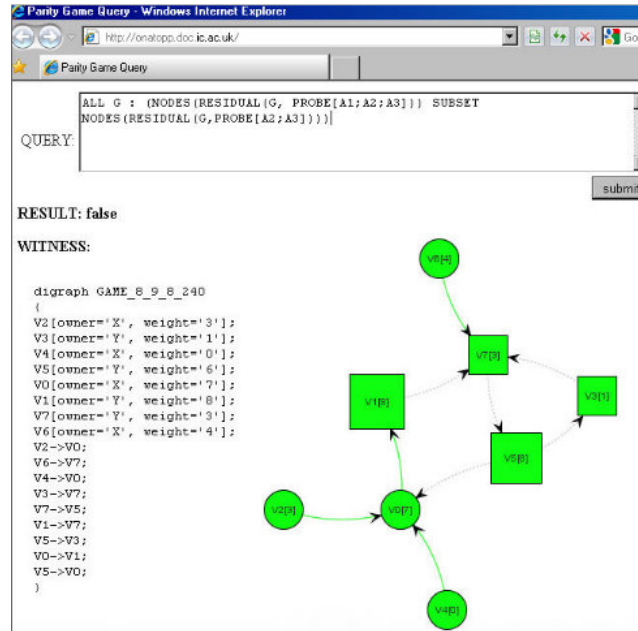 Parity Game Query - Windows Internet Explorer
http://onatopp.doc.ic.ac.uk/
Go
Parity Game Query
QUERY:
ALL G : (NODES(RESIDUAL(G, PROBE[A1;A2;A3])) SUBSET
NODES(RESIDUAL(G,PROBE[A2;A3])))
submit
RESULT: false
WITNESS:
digraph GAME_8_9_8_240
{
V2[owner='X', weight='3'];
V3[owner='Y', weight='1'];
V4[owner='X', weight='0'];
V5[owner='Y', weight='6'];
V0[owner='X', weight='7'];
V1[owner='Y', weight='8'];
V7[owner='Y', weight='3'];
V6[owner='X', weight='4'];
V2->V0;
V6->V7;
V4->V0;
V3->V7;
V7->V5;
V1->V7;
V5->V3;
V0->V1;
V5->V0;
}
V6[4]
V7[3]
V1[8]
V3[1]
V5[6]
V2[3]
V0[7]
V4[0]